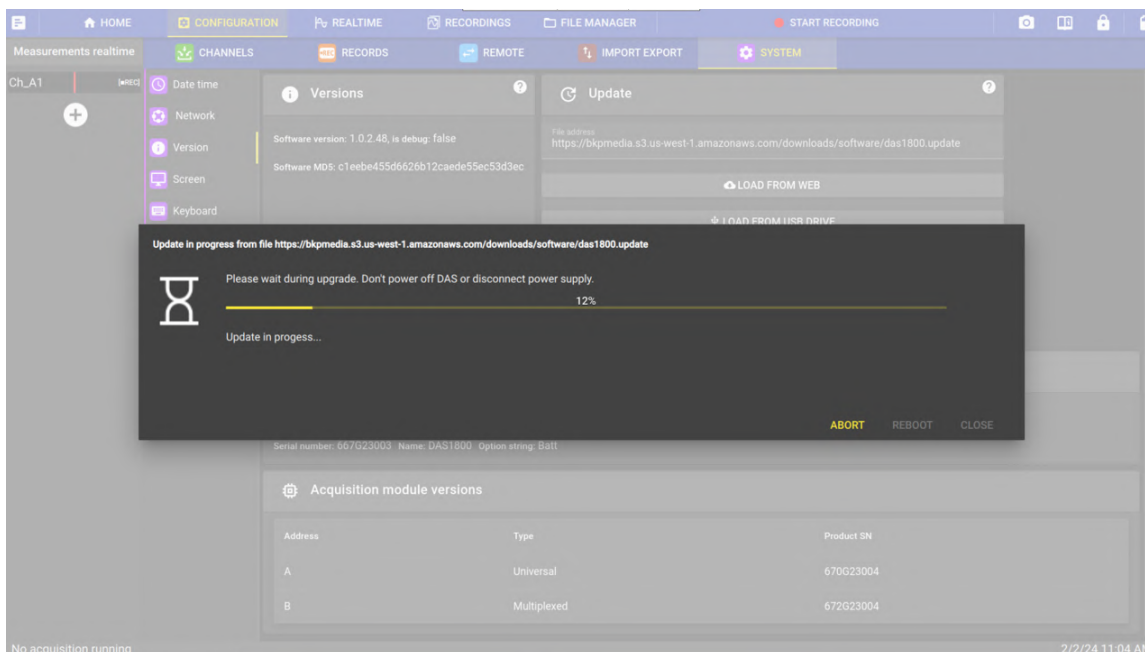 HOME
CONFIGURATION
REALTIME
RECORDINGS
FILE MANAGER
START RECORDING
Measurements realtime
CHANNELS
RECORDS
REMOTE
IMPORT EXPORT
SYSTEM
Ch_A1
[●REC]
Date time
Network
Version
Screen
Keyboard
Versions
?
Software version: 1.0.2.48, is debug: false
Software MD5: c1eebe455d6626b12caede55ec53d3ec
Update
?
File address
https://bkpmedia.s3.us-west-1.amazonaws.com/downloads/software/das1800.update
LOAD FROM WEB
LOAD FROM USB DRIVE
Update in progress from file https://bkpmedia.s3.us-west-1.amazonaws.com/downloads/software/das1800.update
Please wait during upgrade. Don't power off DAS or disconnect power supply.
12%
Update in progess...
ABORT
REBOOT
CLOSE
Serial number: 667G23003 Name: DAS1800 Option string: Batt
Acquisition module versions
Address Type Product SN
A Universal 670G23004
B Multiplexed 672G23004
No acquisition running
2/2/24 11:04